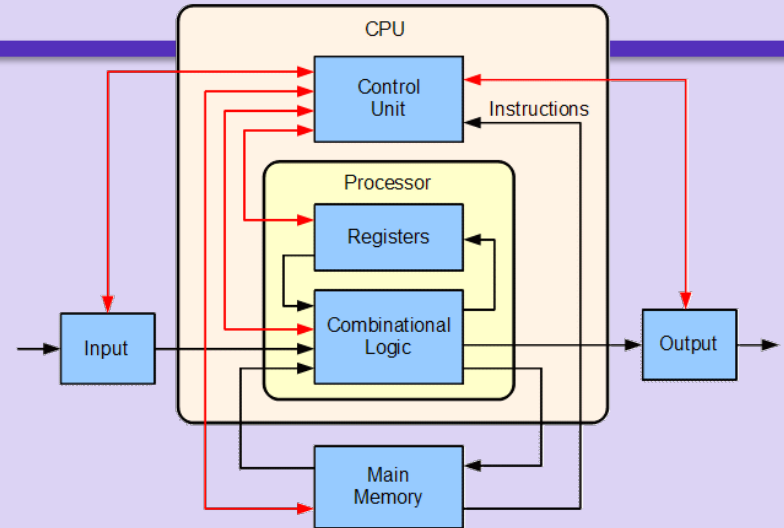 CPU
Control
Unit
Instructions
Processor
Registers
Combinational
Logic
Input
Output
Main
Memory